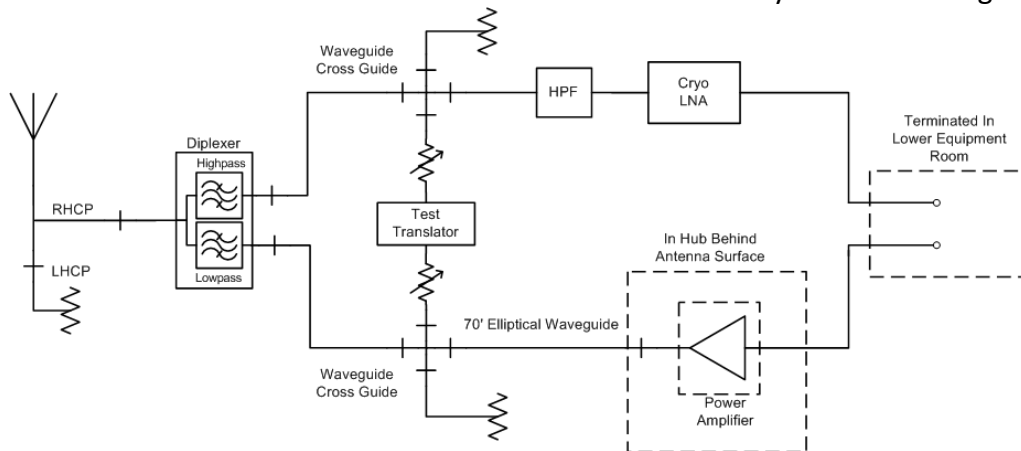 Waveguide
Cross Guide
HPF
Cryo
LNA
Terminated In
Lower Equipment
Room
Diplexer
Highpass
RHCP
Test
Translator
In Hub Behind
Antenna Surface
LHCP
Lowpass
70' Elliptical Waveguide
Waveguide
Cross Guide
Power
Amplifier